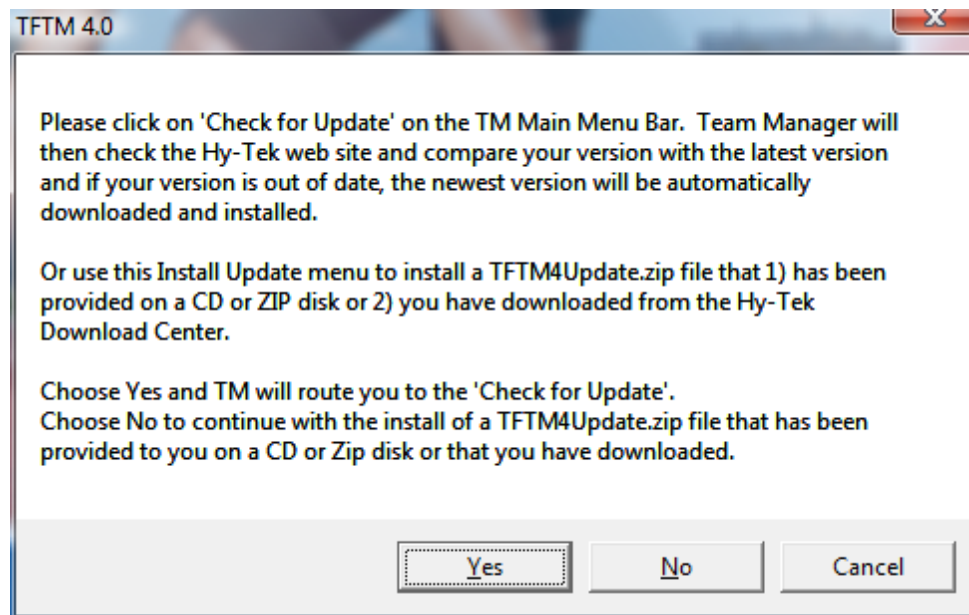 TFTM 4.0
Please click on 'Check for Update' on the TM Main Menu Bar.  Team Manager will
then check the Hy-Tek web site and compare your version with the latest version
and if your version is out of date, the newest version will be automatically
downloaded and installed.
Or use this Install Update menu to install a TFTM4Update.zip file that 1) has been
provided on a CD or ZIP disk or 2) you have downloaded from the Hy-Tek
Download Center.
Choose Yes and TM will route you to the 'Check for Update'.
Choose No to continue with the install of a TFTM4Update.zip file that has been
provided to you on a CD or Zip disk or that you have downloaded.
Yes No Cancel